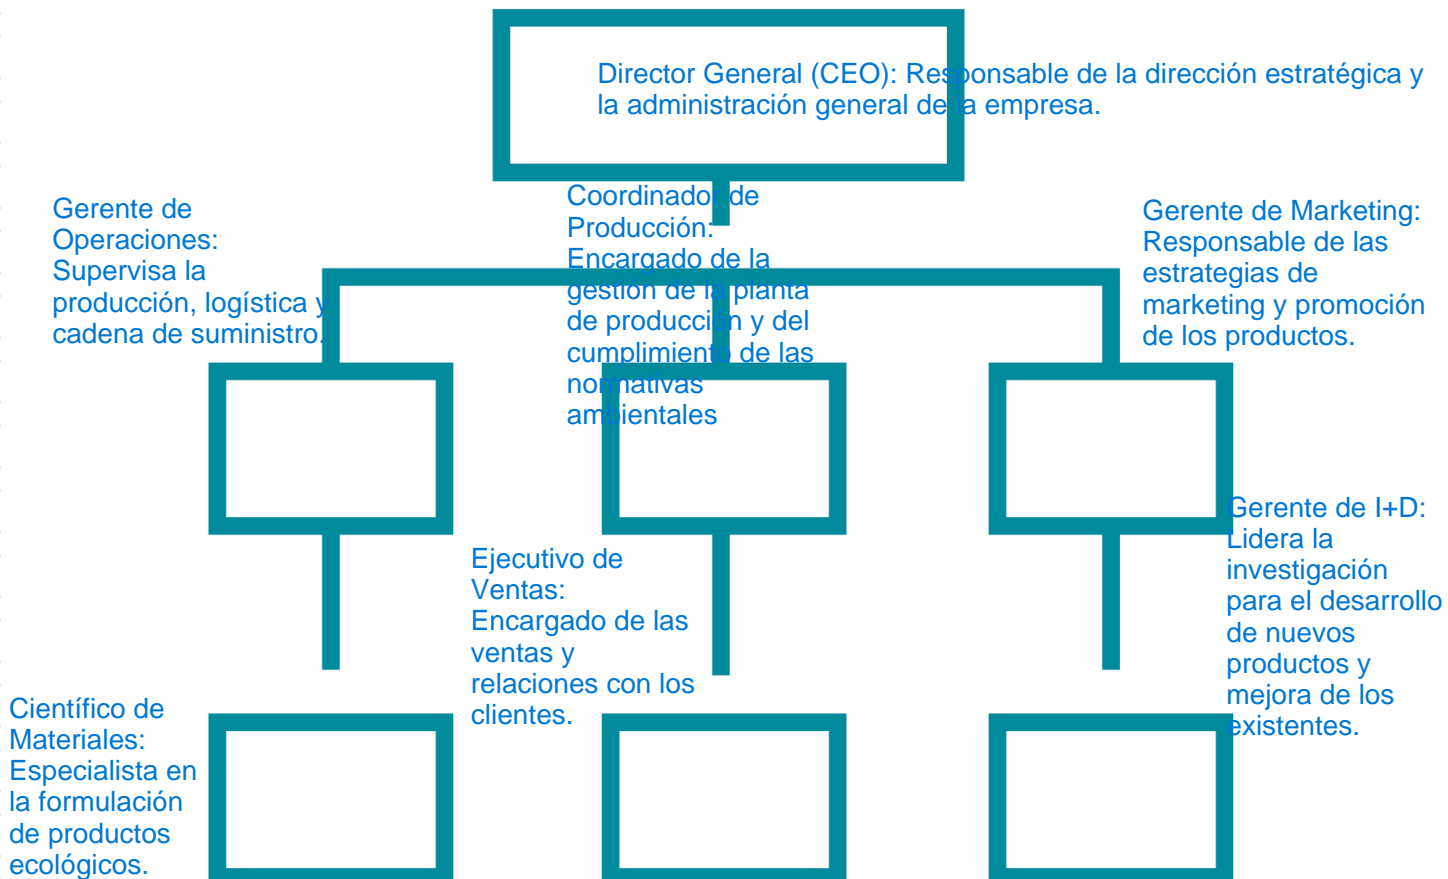 Director General (CEO): Responsable de la dirección estratégica y
la administración general de la empresa.
Gerente de
Operaciones:
Supervisa la
producción, logística y
cadena de suministro.
Coordinador de
Producción:
Encargado de la
gestión de la planta
de producción y del
cumplimiento de las
normativas
ambientales
Gerente de Marketing:
Responsable de las
estrategias de
marketing y promoción
de los productos.
Científico de
Materiales:
Especialista en
la formulación
de productos
ecológicos.
Ejecutivo de
Ventas:
Encargado de las
ventas y
relaciones con los
clientes.
Gerente de I+D:
Lidera la
investigación
para el desarrollo
de nuevos
productos y
mejora de los
existentes.